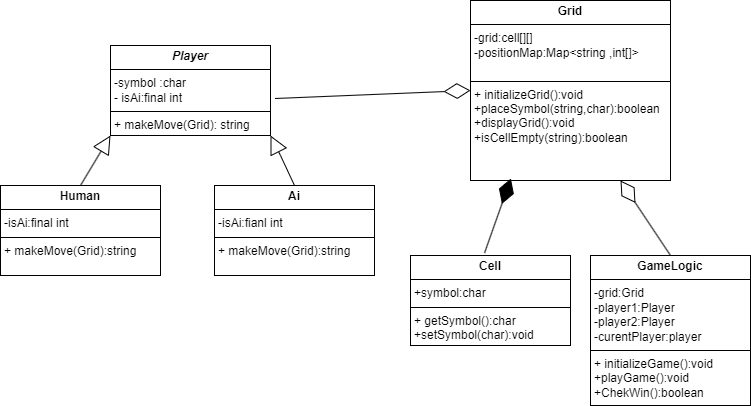 Player
-symbol :char
- isAi:final int
+ makeMove(Grid): string
Grid
-grid:cell[][]
-positionMap:Map<string ,int[]>
+ initializeGrid():void
+placeSymbol(string,char):boolean
+displayGrid():void
+isCellEmpty(string):boolean
Human
-isAi:final int
+ makeMove(Grid):string
Ai
-isAi:fianl int
+ makeMove(Grid):string
Cell
+symbol:char
+ getSymbol():char
+setSymbol(char):void
GameLogic
-grid:Grid
-player1:Player
-player2:Player
-curentPlayer:player
+ initializeGame():void
+playGame():void
+ChekWin():boolean